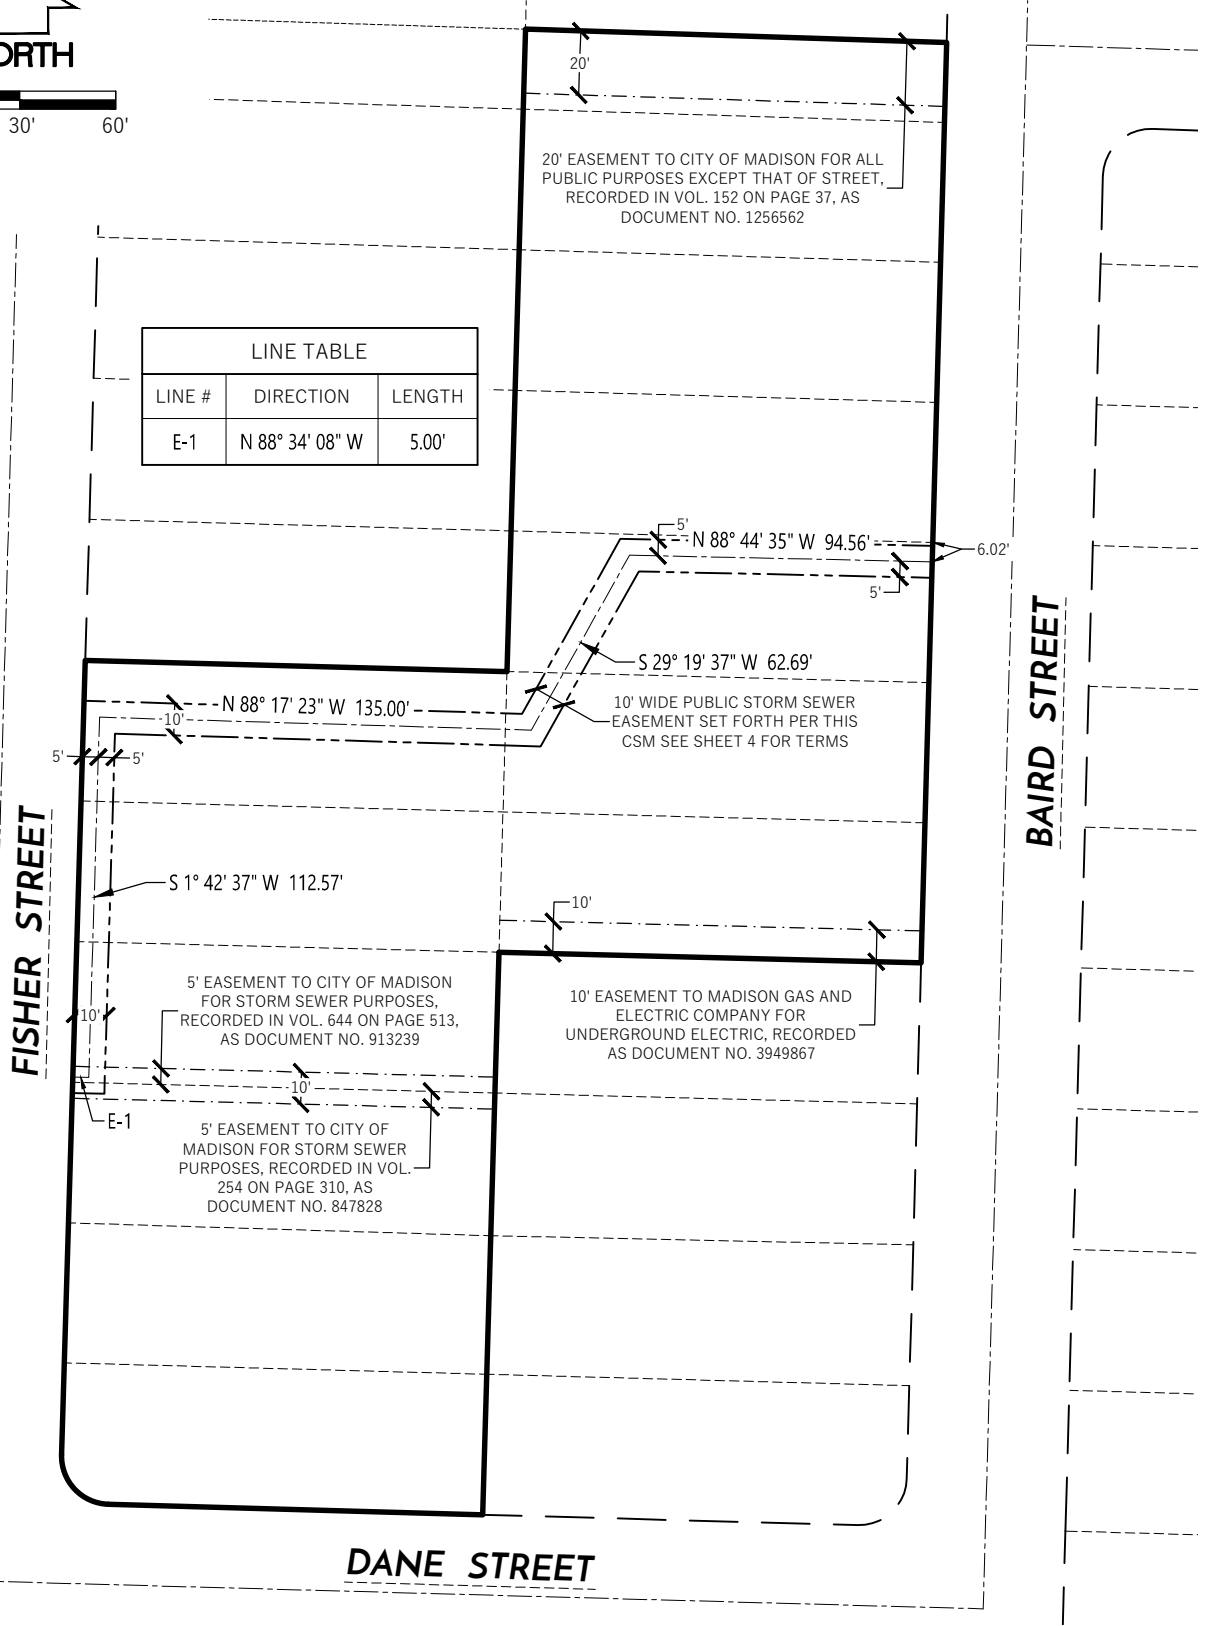 ORTH
30' 60'
20'
20' EASEMENT TO CITY OF MADISON FOR ALL
PUBLIC PURPOSES EXCEPT THAT OF STREET,
RECORDED IN VOL. 152 ON PAGE 37, AS
DOCUMENT NO. 1256562
LINE TABLE
LINE # DIRECTION LENGTH
E-1 N 88° 34' 08" W 5.00'
5'
N 88° 44' 35" W 94.56'
6.02'
5'
S 29° 19' 37" W 62.69'
N 88° 17' 23" W 135.00'
10'
10' WIDE PUBLIC STORM SEWER
EASEMENT SET FORTH PER THIS
CSM SEE SHEET 4 FOR TERMS
5' 5'
BAIRD STREET
FISHER STREET
S 1° 42' 37" W 112.57'
10'
5' EASEMENT TO CITY OF MADISON
FOR STORM SEWER PURPOSES,
RECORDED IN VOL. 644 ON PAGE 513,
AS DOCUMENT NO. 913239
10' EASEMENT TO MADISON GAS AND
ELECTRIC COMPANY FOR
UNDERGROUND ELECTRIC, RECORDED
AS DOCUMENT NO. 3949867
10'
10'
E-1
5' EASEMENT TO CITY OF
MADISON FOR STORM SEWER
PURPOSES, RECORDED IN VOL.
254 ON PAGE 310, AS
DOCUMENT NO. 847828
DANE STREET